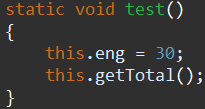 static void test()
{
    this.eng = 30;
    this.getTotal();
}